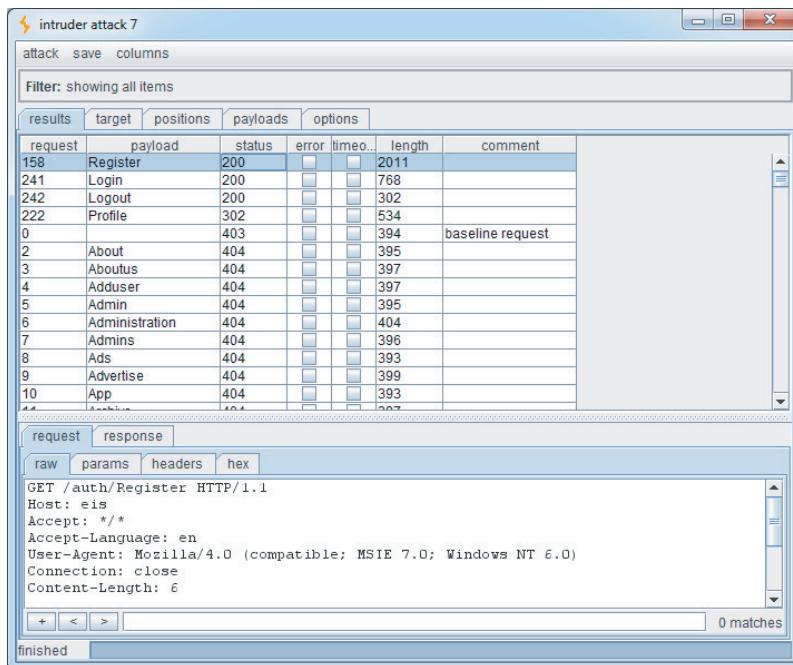 intruder attack 7
attack save columns
Filter: showing all items
results target positions payloads options
request payload status error timeo... length comment
158 Register 200 2011
241 Login 200 768
242 Logout 200 302
222 Profile 302 534
0 403 394 baseline request
2 About 404 395
3 Aboutus 404 397
4 Adduser 404 397
5 Admin 404 395
6 Administration 404 404
7 Admins 404 396
8 Ads 404 393
9 Advertise 404 399
10 App 404 393
request response
raw params headers hex
GET /auth/Register HTTP/1.1
Host: eis
Accept: */*
Accept-Language: en
User-Agent: Mozilla/4.0 (compatible; MSIE 7.0; Windows NT 6.0)
Connection: close
Content-Length: 6
+ < > 0 matches
finished